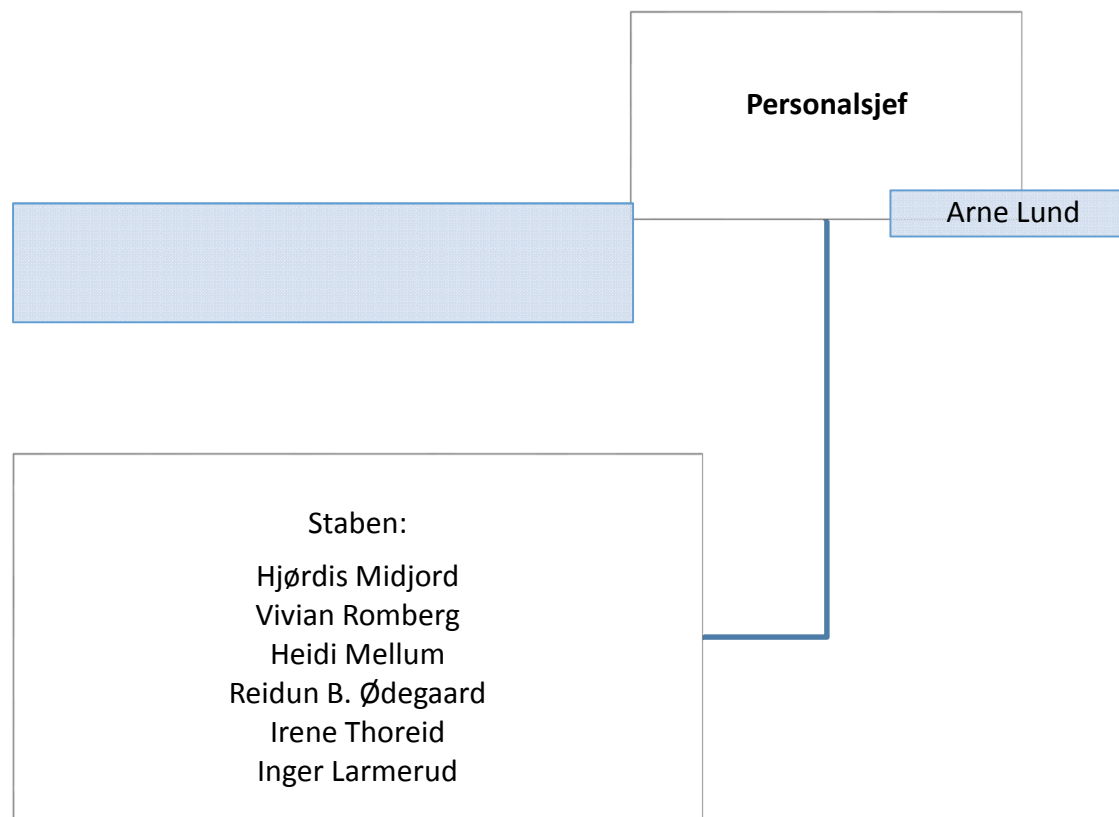 Personalsjef
Arne Lund
Staben:
Hjørdis Midjord
Vivian Romberg
Heidi Mellum
Reidun B. Ødegaard
Irene Thoreid
Inger Larmerud